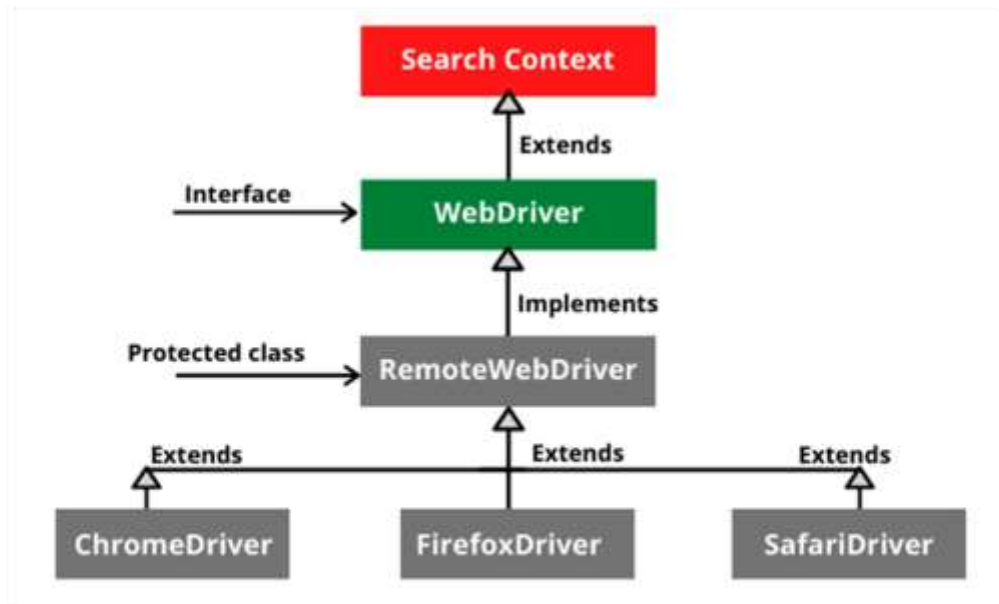 Search Context
Extends
Interface
WebDriver
Implements
Protected class
RemoteWebDriver
Extends
Extends
Extends
ChromeDriver
FirefoxDriver
SafariDriver